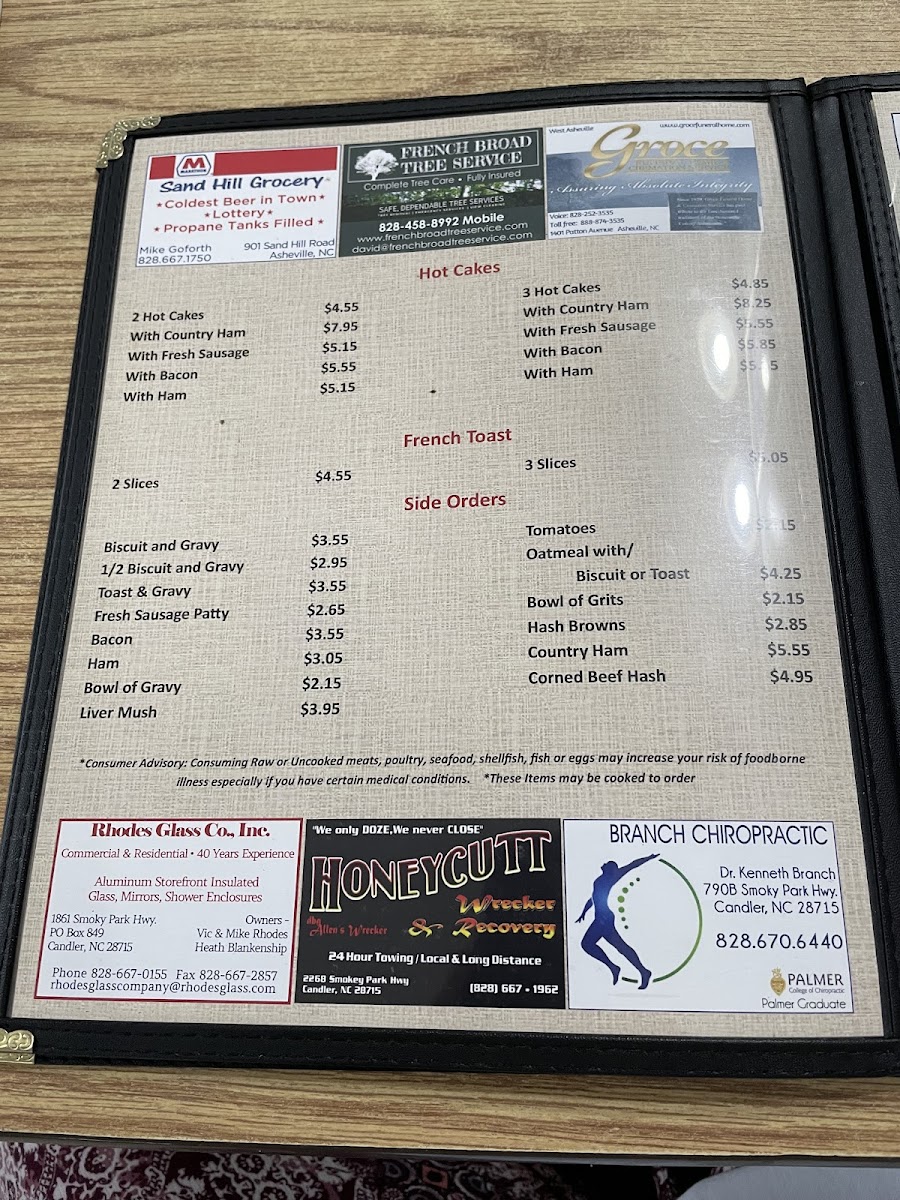 MARATHON
Sand Hill Grocery
★Coldest Beer in Town
★Lottery★
★Propane Tanks Filled★
Mike Goforth
828.667.1750
901 Sand Hill Road
Asheville, NC
FRENCH BROAD
TREE SERVICE
Complete Tree Care • Fully Insured
SAFE, DEPENDABLE TREE SERVICES
828-458-8992 Mobile
www.frenchbroadtreeservice.com
david@frenchbroadtreeservice.com
West Asheville
www.grocefuneralhome.com
Groce
Assuring Absolute Integrity
Voice: 828-252-3535
Toll free: 888-874-3535
1401 Patton Avenue Asheville, NC
Hot Cakes
2 Hot Cakes $4.55
With Country Ham $7.95
With Fresh Sausage $5.15
With Bacon $5.55
With Ham $5.15
3 Hot Cakes $4.85
With Country Ham $8.25
With Fresh Sausage $5.55
With Bacon $5.85
With Ham
French Toast
2 Slices $4.55
3 Slices
Side Orders
Biscuit and Gravy $3.55
1/2 Biscuit and Gravy $2.95
Toast & Gravy $3.55
Fresh Sausage Patty $2.65
Bacon $3.55
Ham $3.05
Bowl of Gravy $2.15
Liver Mush $3.95
Tomatoes
Oatmeal with/
Biscuit or Toast $4.25
Bowl of Grits $2.15
Hash Browns $2.85
Country Ham $5.55
Corned Beef Hash $4.95
*Consumer Advisory: Consuming Raw or Uncooked meats, poultry, seafood, shellfish, fish or eggs may increase your risk of foodborne
illness especially if you have certain medical conditions. *These Items may be cooked to order
Rhodes Glass Co., Inc.
Commercial & Residential • 40 Years Experience
Aluminum Storefront Insulated
Glass, Mirrors, Shower Enclosures
1861 Smoky Park Hwy.
PO Box 849
Candler, NC 28715
Owners -
Vic & Mike Rhodes
Heath Blankenship
Phone 828-667-0155 Fax 828-667-2857
rhodesglasscompany@rhodesglass.com
"We only DOZE, We never CLOSE"
HONEYCUTT
Wrecker
dba
Allen's Wrecker
& Recovery
24 Hour Towing / Local & Long Distance
2268 Smokey Park Hwy
Candler, NC 28715
(828) 667 • 1962
BRANCH CHIROPRACTIC
Dr. Kenneth Branch
790B Smoky Park Hwy.
Candler, NC 28715
828.670.6440
PALMER
College of Chiropractic
Palmer Graduate